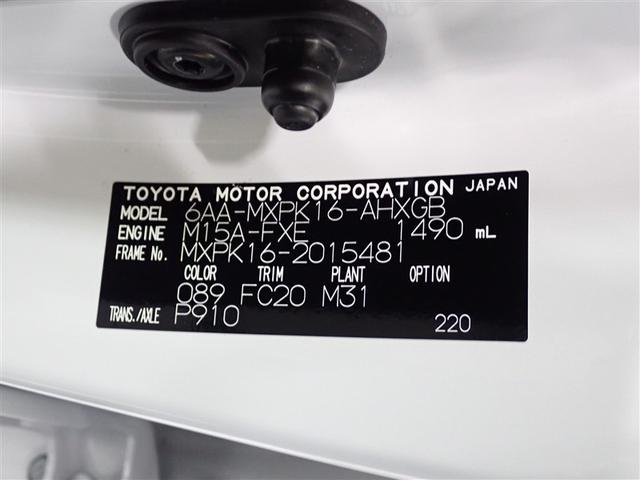 TOYOTA MOTOR CORPORATION JAPAN
MODEL 6AA-MXPK16-AHXGB
ENGINE M15A-FXE 1490 mL
FRAME No. MXPK16-2015481
COLOR TRIM PLANT OPTION
089 FC20 M31
TRANS./AXLE P910
220